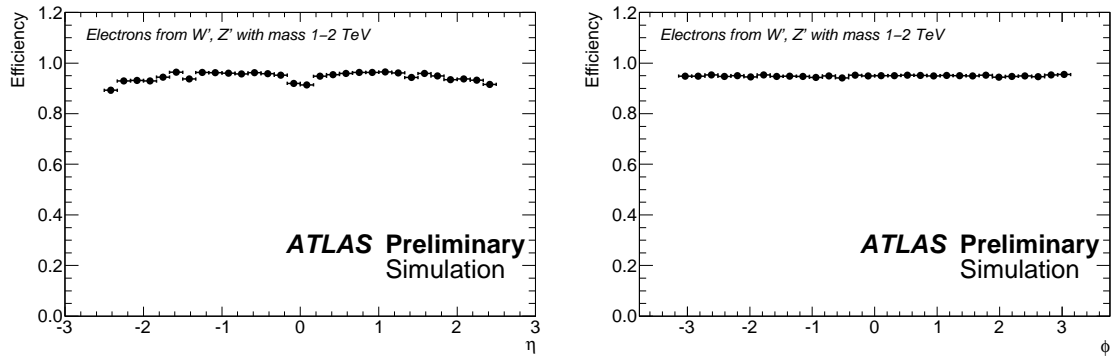 Efficiency
1.2
1.0
0.8
0.6
0.4
0.2
0.0
Electrons from W', Z' with mass 1−2 TeV
ATLAS Preliminary
Simulation
-3 -2 -1 0 1 2 3
η
Efficiency
1.2
1.0
0.8
0.6
0.4
0.2
0.0
Electrons from W', Z' with mass 1−2 TeV
ATLAS Preliminary
Simulation
-3 -2 -1 0 1 2 3
ϕ